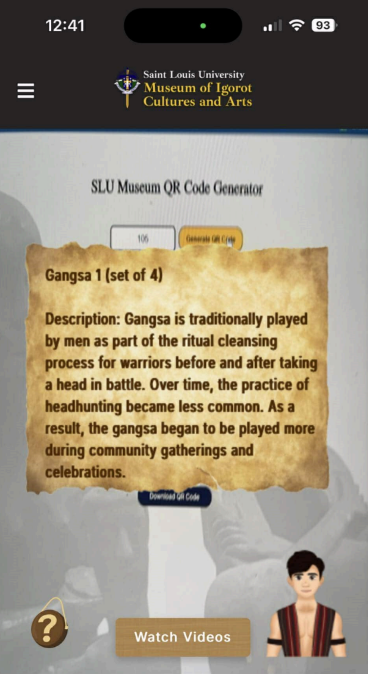 12:41
93
Saint Louis University
Museum of Igorot
Cultures and Arts
SLU Museum QR Code Generator
105
Generate QR Code
Gangsa 1 (set of 4)
Description: Gangsa is traditionally played
by men as part of the ritual cleansing
process for warriors before and after taking
a head in battle. Over time, the practice of
headhunting became less common. As a
result, the gangsa began to be played more
during community gatherings and
celebrations.
Download QR Code
?
Watch Videos